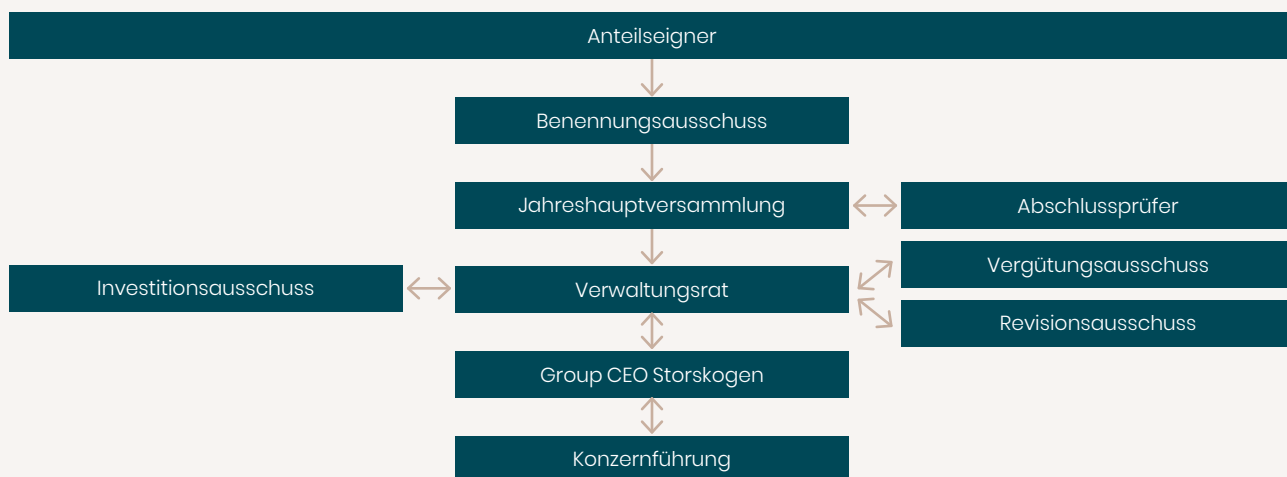 Anteilseigner
Benennungsausschuss
Jahreshauptversammlung
Abschlussprüfer
Vergütungsausschuss
Investitionsausschuss
Verwaltungsrat
Revisionsausschuss
Group CEO Storskogen
Konzernführung